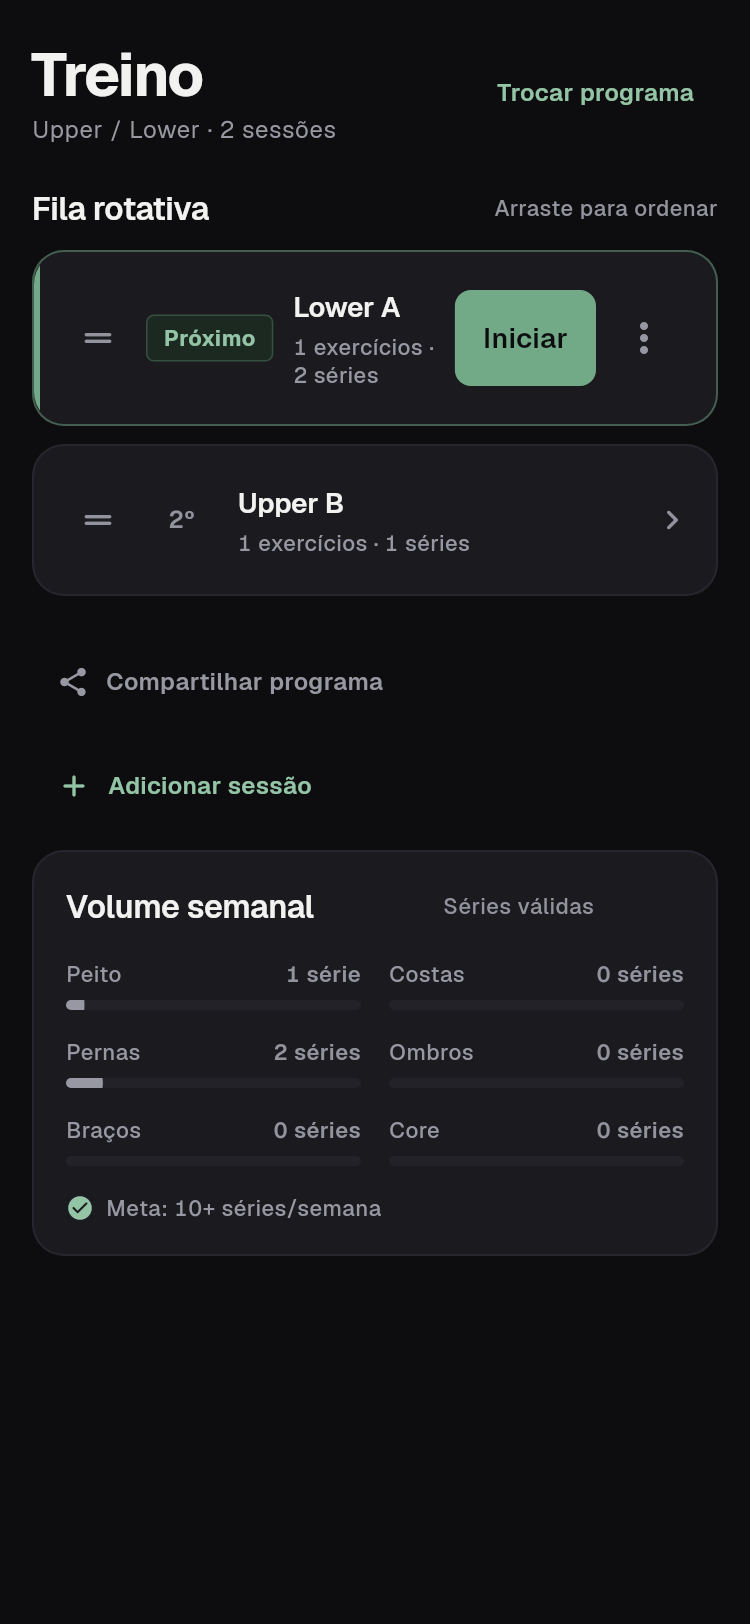 Treino
Trocar programa
Upper / Lower · 2 sessões
Fila rotativa
Arraste para ordenar
Próximo
Lower A
1 exercícios ·
2 séries
Iniciar
2º
Upper B
1 exercícios · 1 séries
Compartilhar programa
Adicionar sessão
Volume semanal
Séries válidas
Peito 1 série
Costas 0 séries
Pernas 2 séries
Ombros 0 séries
Braços 0 séries
Core 0 séries
Meta: 10+ séries/semana